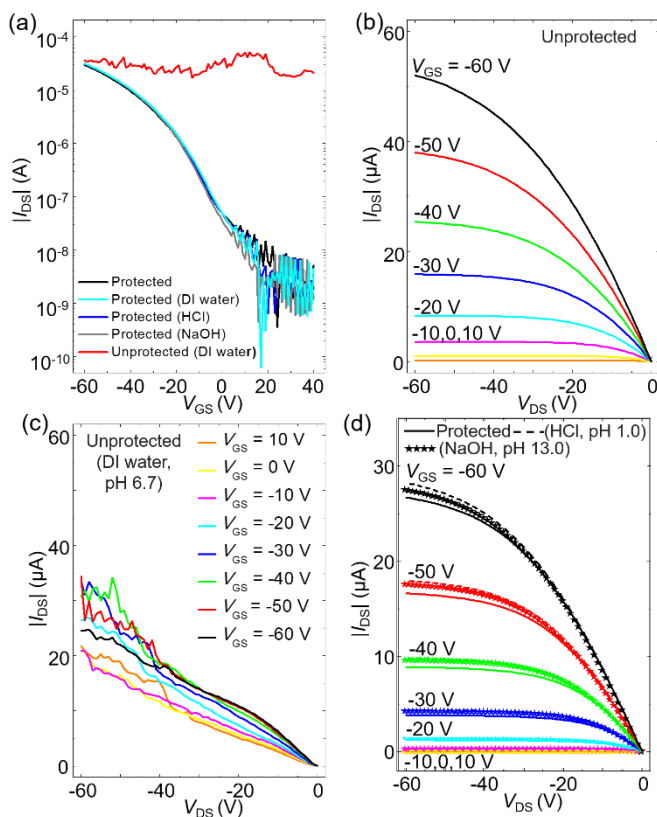 (a)
10⁻⁴
10⁻⁵
10⁻⁶
10⁻⁷
10⁻⁸
10⁻⁹
10⁻¹⁰
|I_DS| (A)
Protected
Protected (DI water)
Protected (HCl)
Protected (NaOH)
Unprotected (DI water)
-60 -40 -20 0 20 40
V_GS (V)
(b)
Unprotected
V_GS = -60 V
-50 V
-40 V
-30 V
-20 V
-10,0,10 V
60
40
20
0
|I_DS| (µA)
-60 -40 -20 0
V_DS (V)
(c)
Unprotected
(DI water,
pH 6.7)
V_GS = 10 V
V_GS = 0 V
V_GS = -10 V
V_GS = -20 V
V_GS = -30 V
V_GS = -40 V
V_GS = -50 V
V_GS = -60 V
60
40
20
0
|I_DS| (µA)
-60 -40 -20 0
V_DS (V)
(d)
Protected (HCl, pH 1.0)
(NaOH, pH 13.0)
V_GS = -60 V
-50 V
-40 V
-30 V
-20 V
-10,0,10 V
30
20
10
0
|I_DS| (µA)
-60 -40 -20 0
V_DS (V)